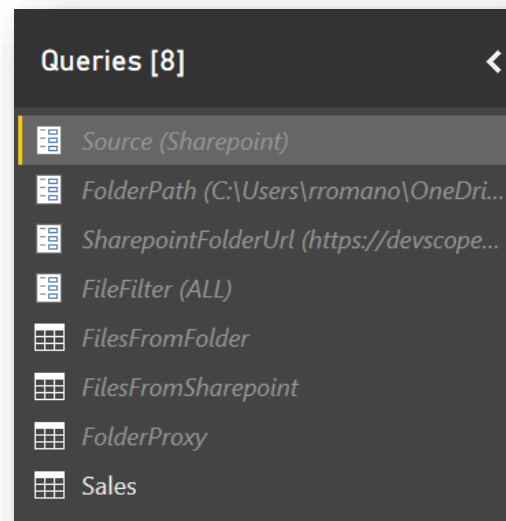 Queries [8]
Source (Sharepoint)
FolderPath (C:\Users\rromano\OneDri...
SharepointFolderUrl (https://devscope...
FileFilter (ALL)
FilesFromFolder
FilesFromSharepoint
FolderProxy
Sales